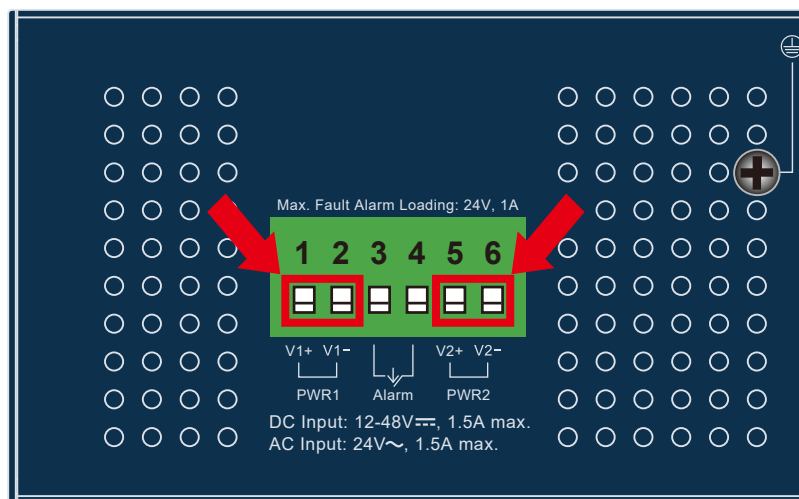 Max. Fault Alarm Loading: 24V, 1A
1 2 3 4 5 6
V1+ V1− V2+ V2−
PWR1 Alarm PWR2
DC Input: 12-48V⎓, 1.5A max.
AC Input: 24V～, 1.5A max.